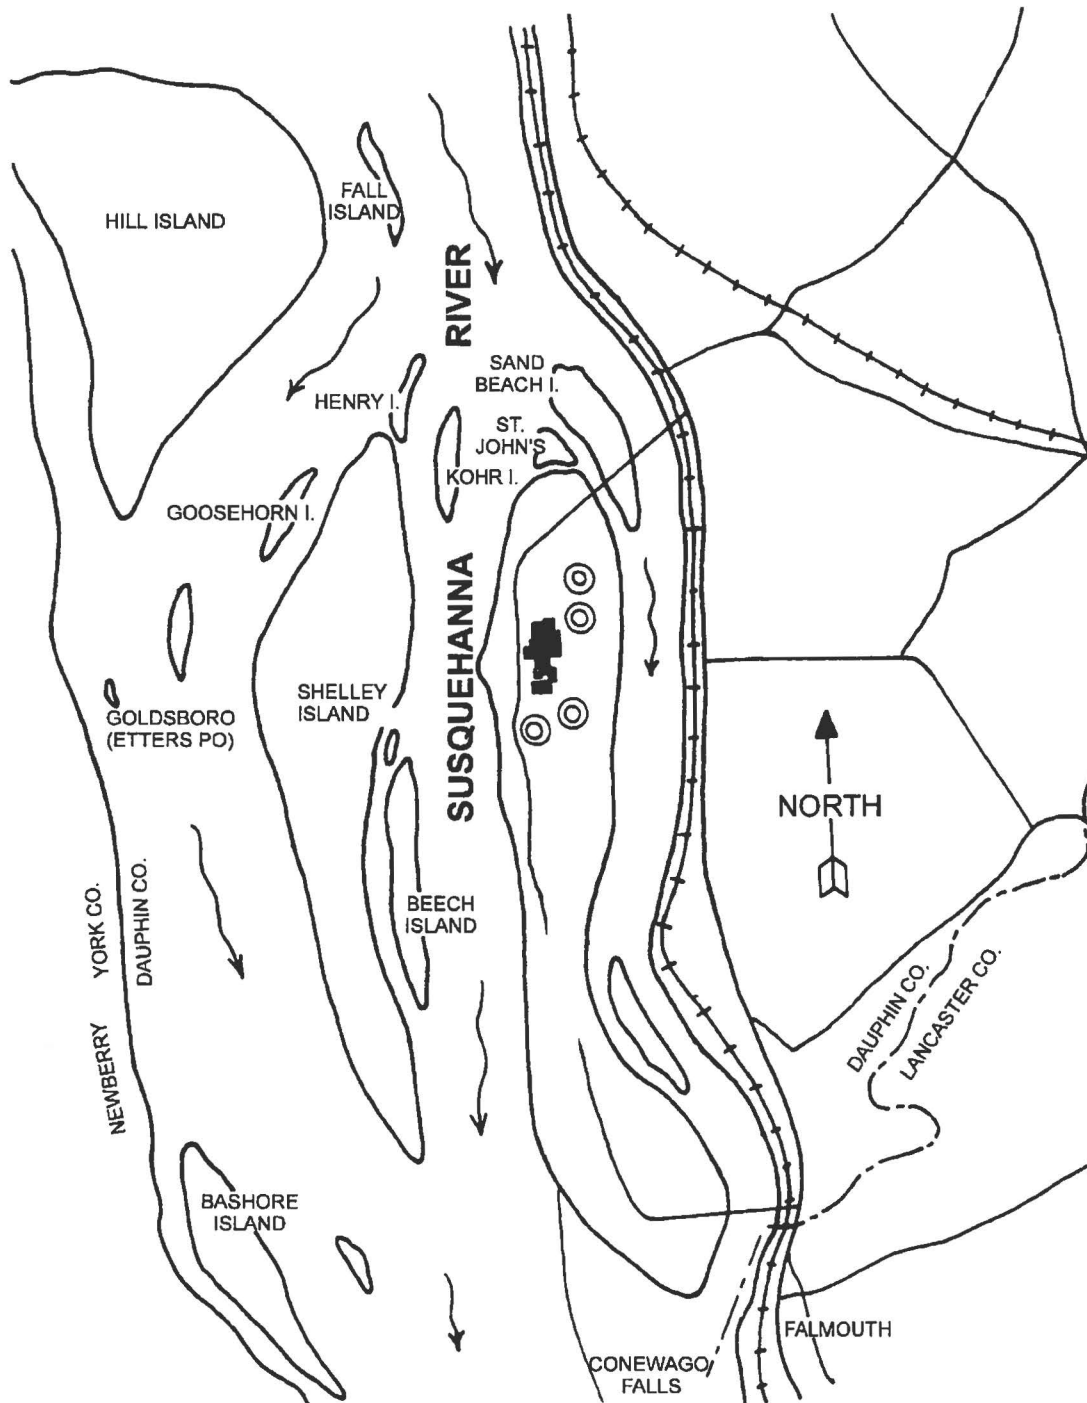 HILL ISLAND
FALL
ISLAND
RIVER
SAND
BEACH I.
HENRY I.
ST.
JOHN'S
KOHR I.
GOOSEHORN I.
SUSQUEHANNA
SHELLEY
ISLAND
GOLDSBORO
(ETTERS PO)
NORTH
BEECH
ISLAND
YORK CO.
DAUPHIN CO.
NEWBERRY
DAUPHIN CO.
LANCASTER CO.
BASHORE
ISLAND
FALMOUTH
CONEWAGO
FALLS